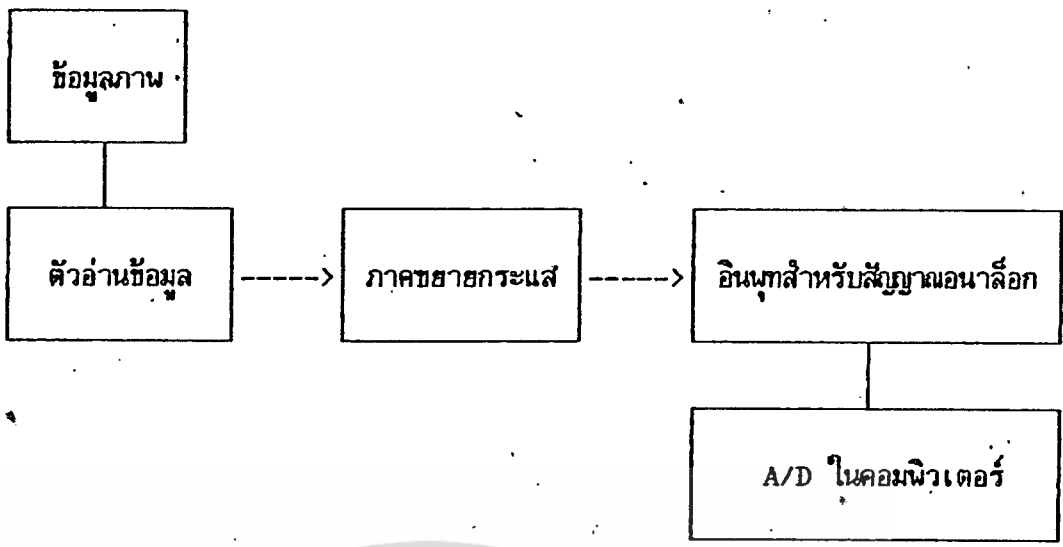 ข้อมูลภาพ
ตัวอ่านข้อมูล -----> ภาคขยายกระแส -----> อินพุทสำหรับสัญญาณอนาล็อก
A/D ในคอมพิวเตอร์